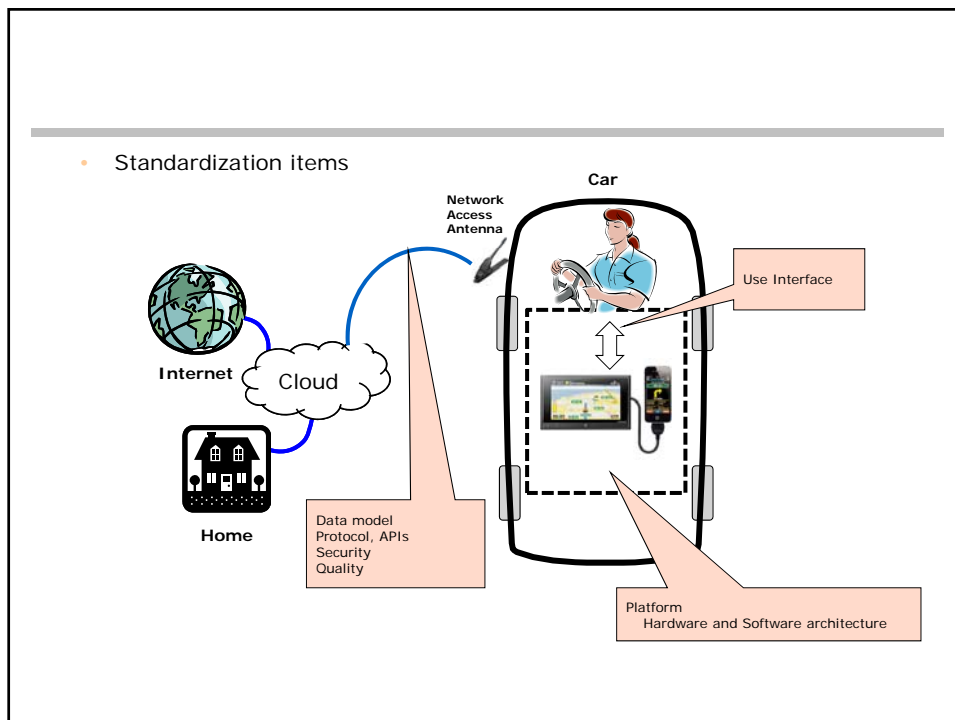 • Standardization items
Car
Network
Access
Antenna
Use Interface
Internet
Cloud
Home
Data model
Protocol, APIs
Security
Quality
Platform
Hardware and Software architecture